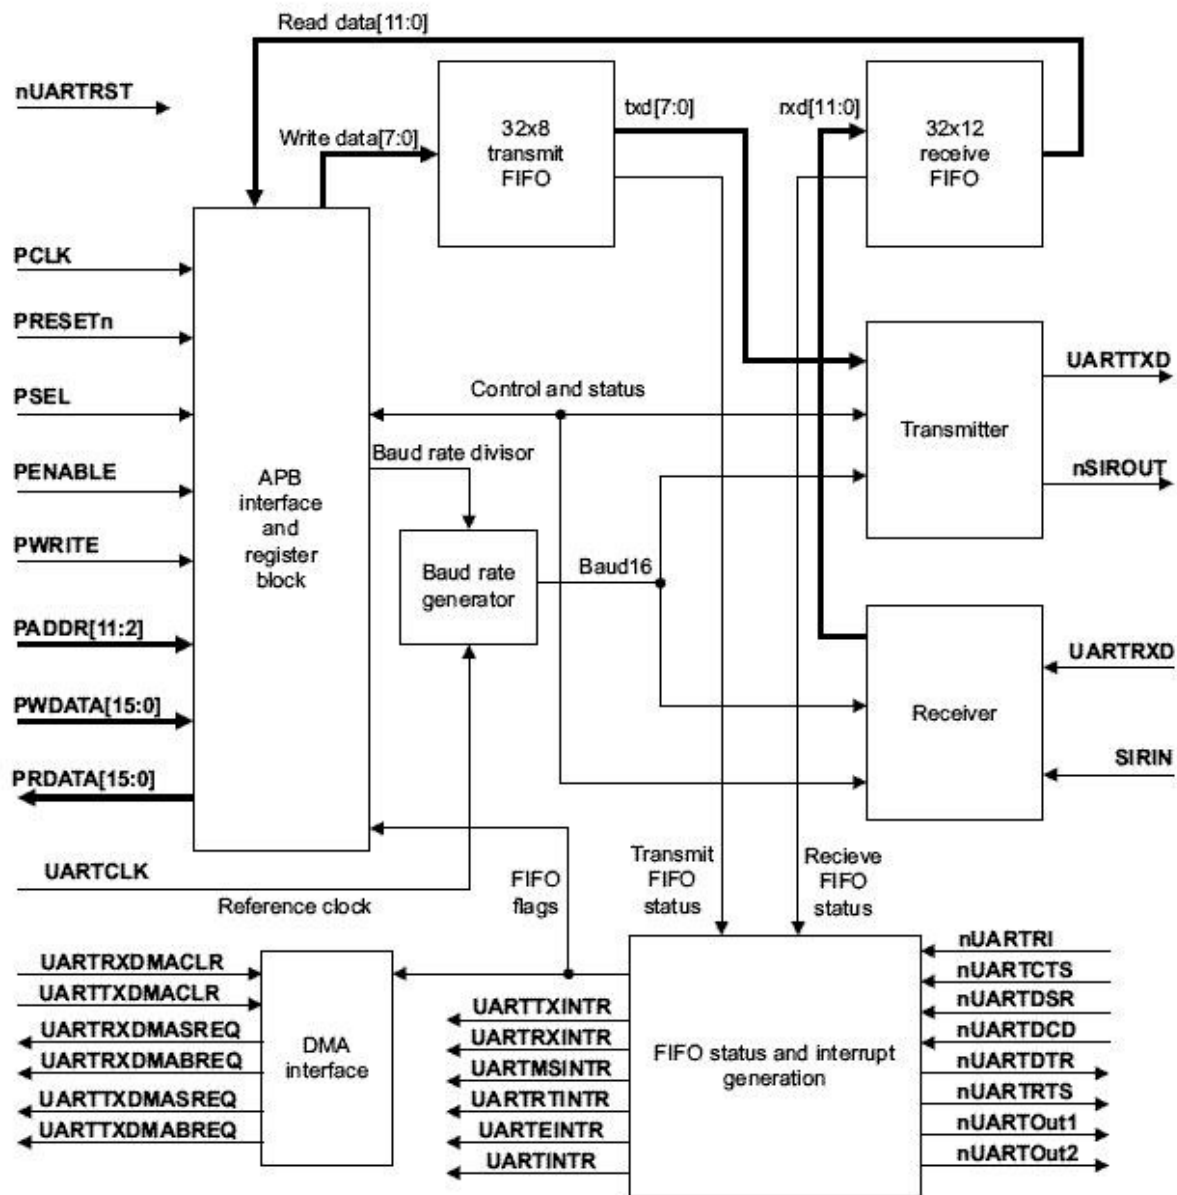 Read data[11:0]
nUARTRST
Write data[7:0]
32x8
transmit
FIFO
txd[7:0]
rxd[11:0]
32x12
receive
FIFO
PCLK
PRESETn
PSEL
PENABLE
PWRITE
PADDR[11:2]
PWDATA[15:0]
PRDATA[15:0]
APB
interface
and
register
block
Control and status
Baud rate divisor
Baud rate
generator
Baud16
Transmitter
UARTTXD
nSIROUT
Receiver
UARTRXD
SIRIN
UARTCLK
Reference clock
FIFO
flags
Transmit
FIFO
status
Recieve
FIFO
status
UARTRXDMACLR
UARTTXDMACLR
UARTRXDMASREQ
UARTRXDMABREQ
UARTTXDMASREQ
UARTTXDMABREQ
DMA
interface
UARTTXINTR
UARTRXINTR
UARTMSINTR
UARTRTINTR
UARTEINTR
UARTINTR
FIFO status and interrupt
generation
nUARTRI
nUARTCTS
nUARTDSR
nUARTDCD
nUARTDTR
nUARTRTS
nUARTOut1
nUARTOut2